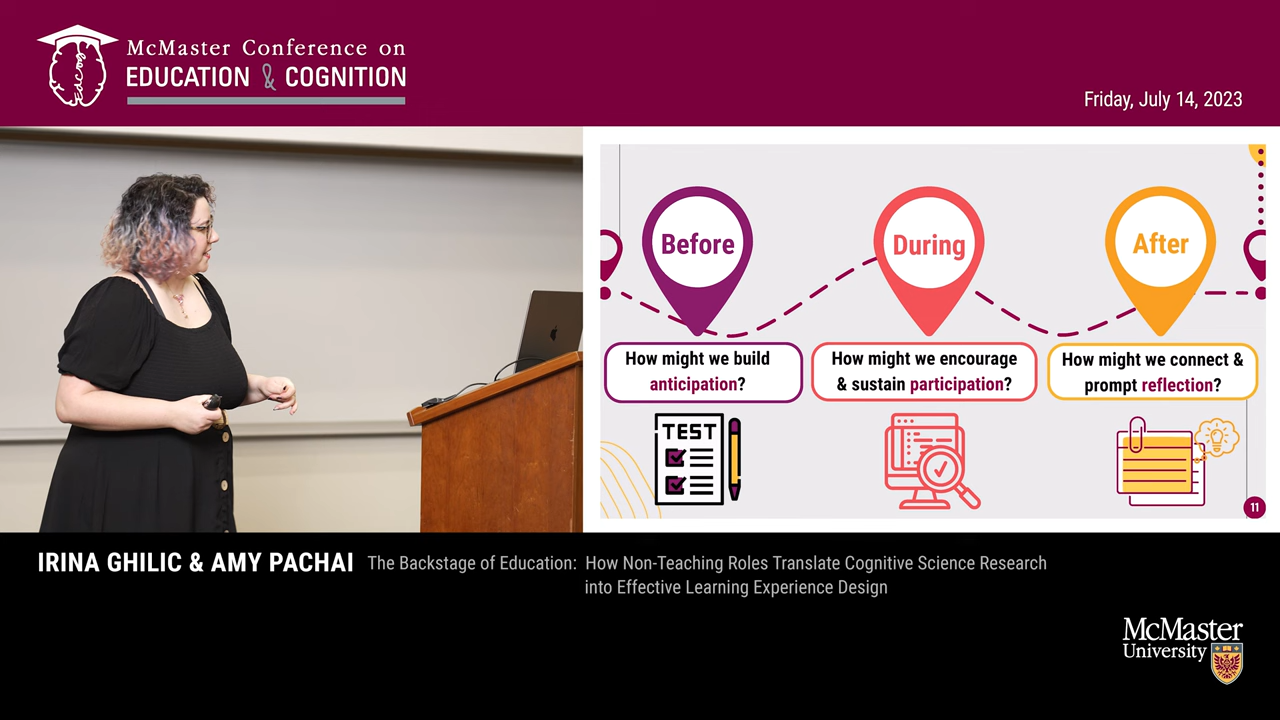 McMaster Conference on
EDUCATION & COGNITION
Friday, July 14, 2023
Before
During
After
How might we build
anticipation?
How might we encourage
& sustain participation?
How might we connect &
prompt reflection?
TEST
11
IRINA GHILIC & AMY PACHAI
The Backstage of Education: How Non-Teaching Roles Translate Cognitive Science Research
into Effective Learning Experience Design
McMaster
University